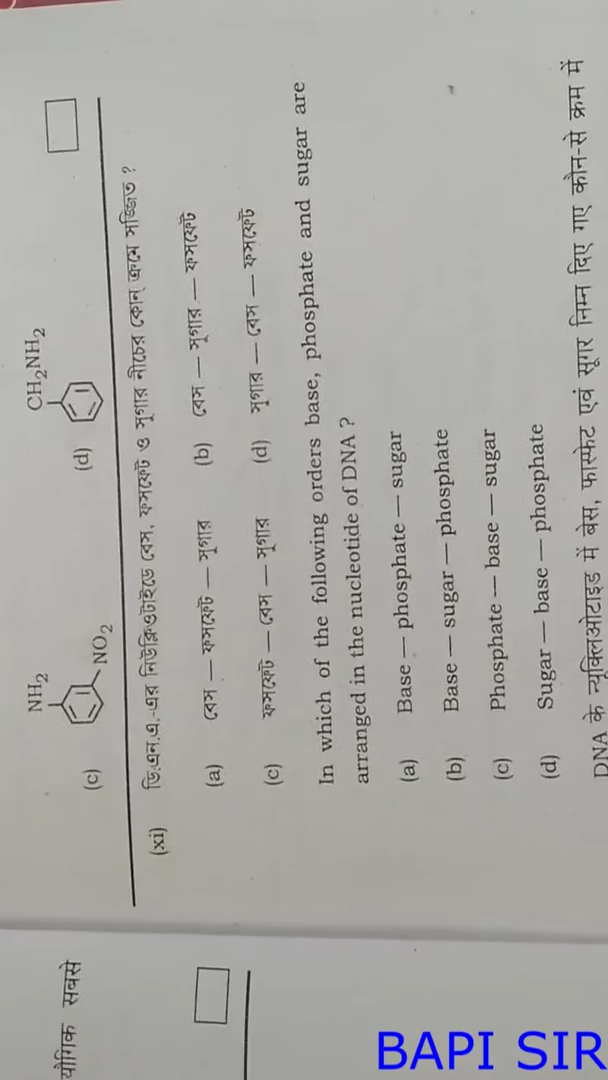 CH₂NH₂
(d)
NH₂
NO₂
(c)
(xi) ডি.এন.এ.-এর নিউক্লিওটাইডে বেস, ফসফেট ও সুগার নীচের কোন্ ক্রমে সজ্জিত ?
(a) বেস — ফসফেট — সুগার (b) বেস — সুগার — ফসফেট
(c) ফসফেট — বেস — সুগার (d) সুগার — বেস — ফসফেট
In which of the following orders base, phosphate and sugar are
arranged in the nucleotide of DNA ?
(a) Base — phosphate — sugar
(b) Base — sugar — phosphate
(c) Phosphate — base — sugar
(d) Sugar — base — phosphate
DNA के न्यूक्लिओटाइड में बेस, फास्फेट एवं सूगर निम्न दिए गए कौन-से क्रम में
यौगिक सबसे
BAPI SIR